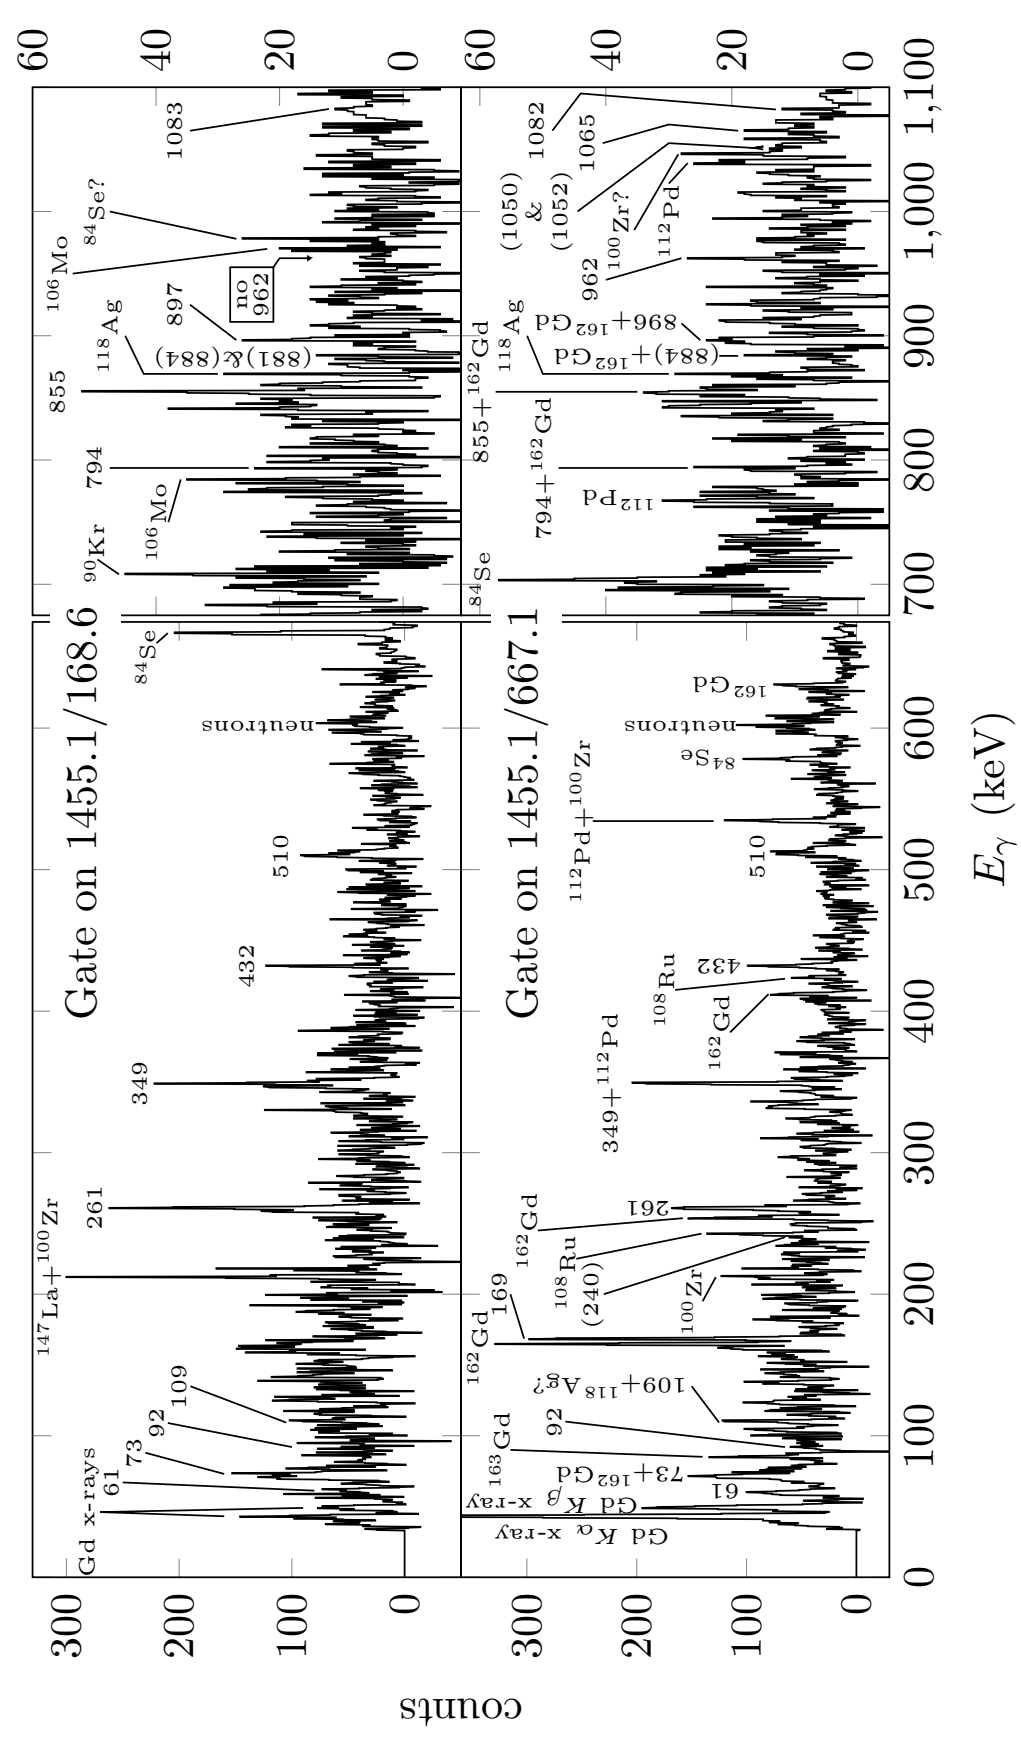 Gate on 1455.1/168.6
Gd x-rays
61
73
92
109
¹⁴⁷La+¹⁰⁰Zr
261
349
432
510
neutrons
⁸⁴Se
⁹⁰Kr
¹⁰⁶Mo
794
855
¹¹⁸Ag
(881)&(884)
897
no
962
¹⁰⁶Mo
⁸⁴Se?
1083
300
200
100
0
60
40
20
0
Gate on 1455.1/667.1
Gd Kα x-ray
Gd Kβ x-ray
61
73+¹⁶²Gd
¹⁶³Gd
92
109+¹¹⁸Ag?
¹⁶²Gd
169
¹⁰⁰Zr
(240)
¹⁰⁸Ru
¹⁶²Gd
261
349+¹¹²Pd
¹⁶²Gd
¹⁰⁸Ru
432
510
¹¹²Pd+¹⁰⁰Zr
⁸⁴Se
neutrons
¹⁶²Gd
⁸⁴Se
¹¹²Pd
794+¹⁶²Gd
855+¹⁶²Gd
¹¹⁸Ag
(884)+¹⁶²Gd
896+¹⁶²Gd
962
¹¹²Pd
¹⁰⁰Zr?
(1050)
&
(1052)
1065
1082
300
200
100
0
60
40
20
0
0
100
200
300
400
500
600
700
800
900
1,000
1,100
counts
Eγ (keV)